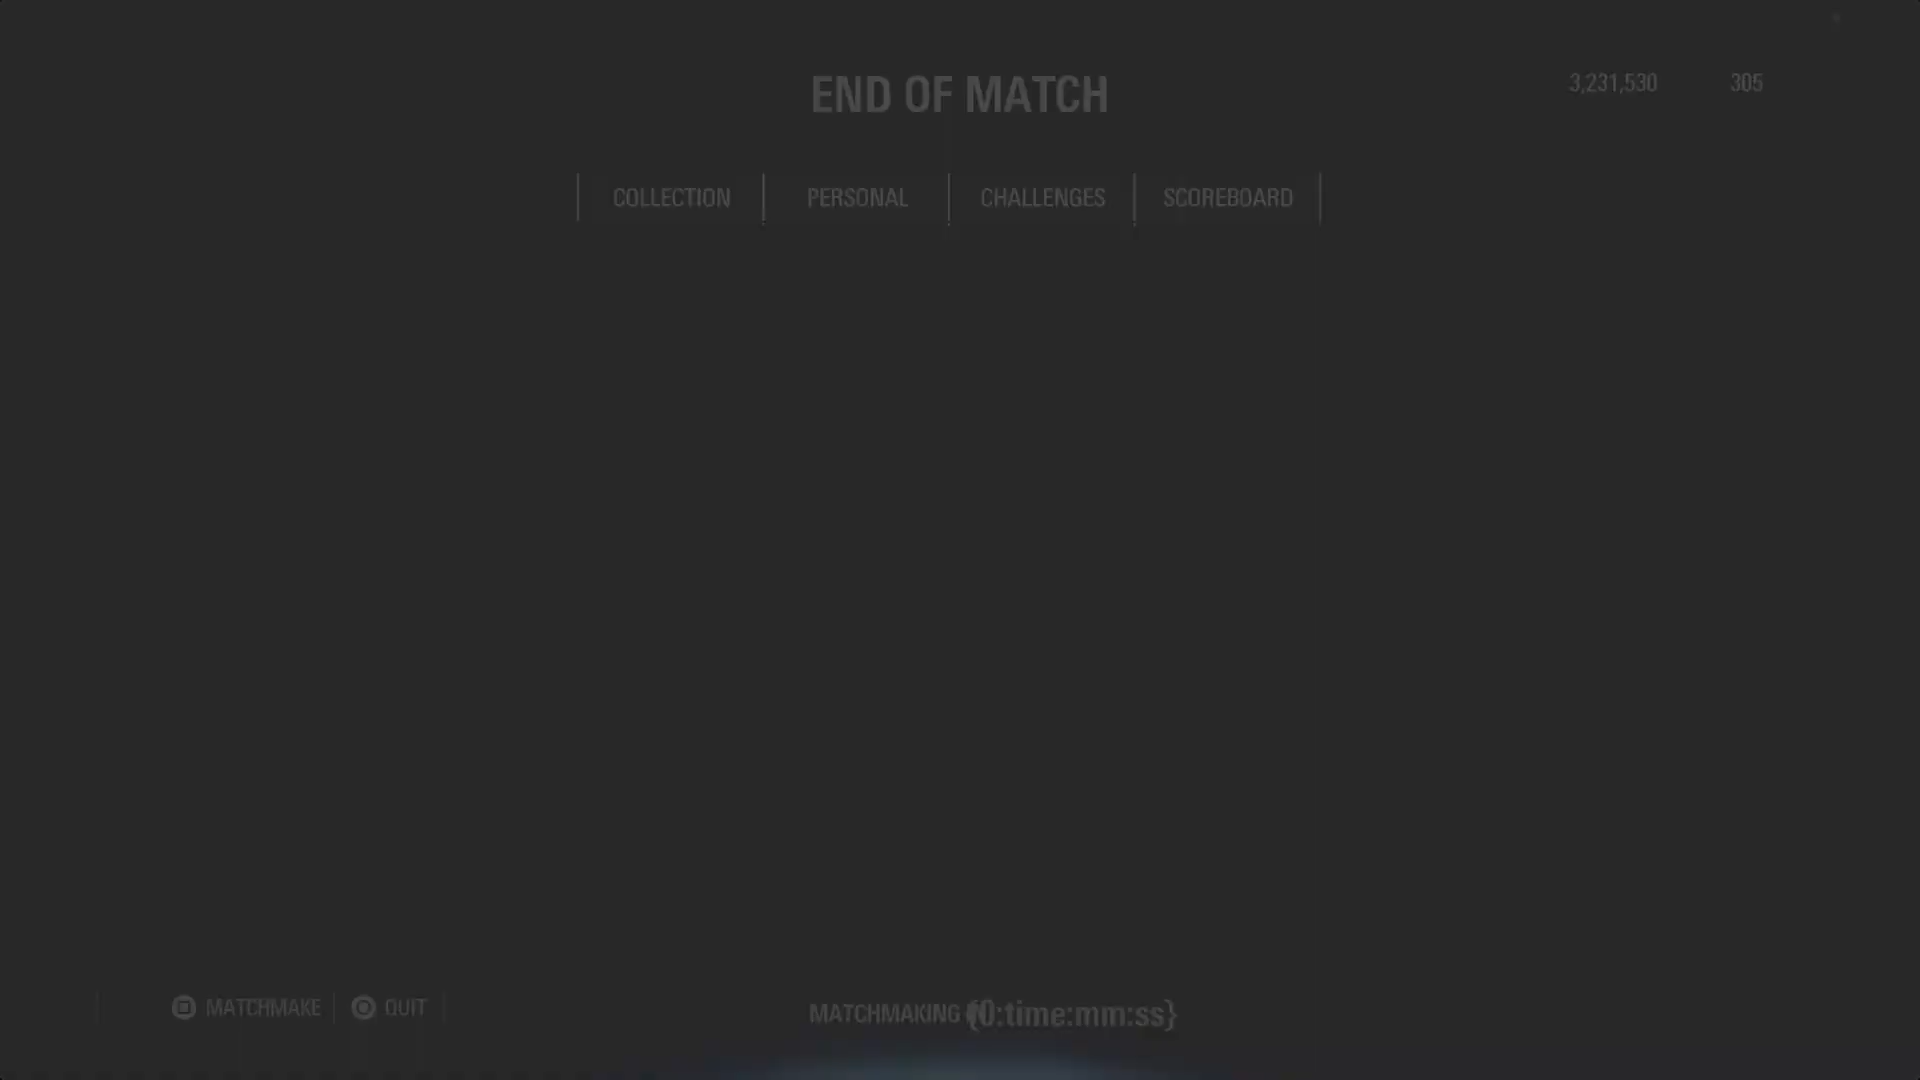 END OF MATCH
3,231,530 305
COLLECTION PERSONAL CHALLENGES SCOREBOARD
MATCHMAKE QUIT
MATCHMAKING {0:time:mm:ss}